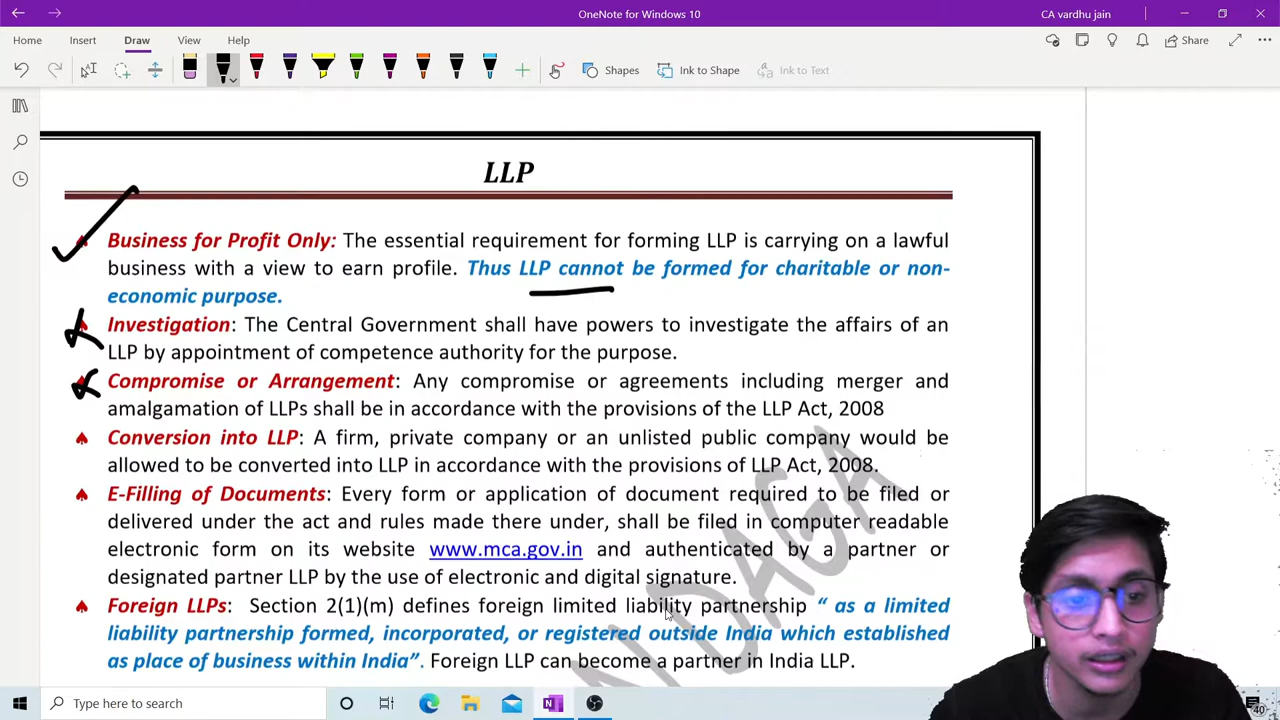 OneNote for Windows 10
CA vardhu jain
Home Insert Draw View Help
Share
Shapes Ink to Shape Ink to Text
LLP
Business for Profit Only: The essential requirement for forming LLP is carrying on a lawful
business with a view to earn profile. Thus LLP cannot be formed for charitable or non-
economic purpose.
Investigation: The Central Government shall have powers to investigate the affairs of an
LLP by appointment of competence authority for the purpose.
Compromise or Arrangement: Any compromise or agreements including merger and
amalgamation of LLPs shall be in accordance with the provisions of the LLP Act, 2008
Conversion into LLP: A firm, private company or an unlisted public company would be
allowed to be converted into LLP in accordance with the provisions of LLP Act, 2008.
E-Filling of Documents: Every form or application of document required to be filed or
delivered under the act and rules made there under, shall be filed in computer readable
electronic form on its website www.mca.gov.in and authenticated by a partner or
designated partner LLP by the use of electronic and digital signature.
Foreign LLPs: Section 2(1)(m) defines foreign limited liability partnership “ as a limited
liability partnership formed, incorporated, or registered outside India which established
as place of business within India”. Foreign LLP can become a partner in India LLP.
Type here to search
40